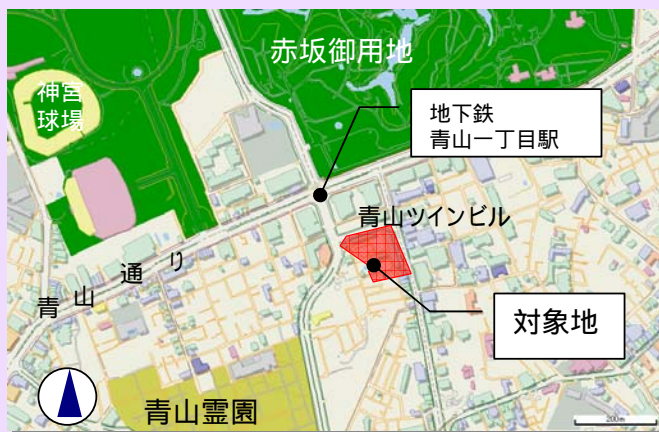 赤坂御用地
神宮
球場
地下鉄
青山一丁目駅
青山ツインビル
青山通り
対象地
青山霊園
200m